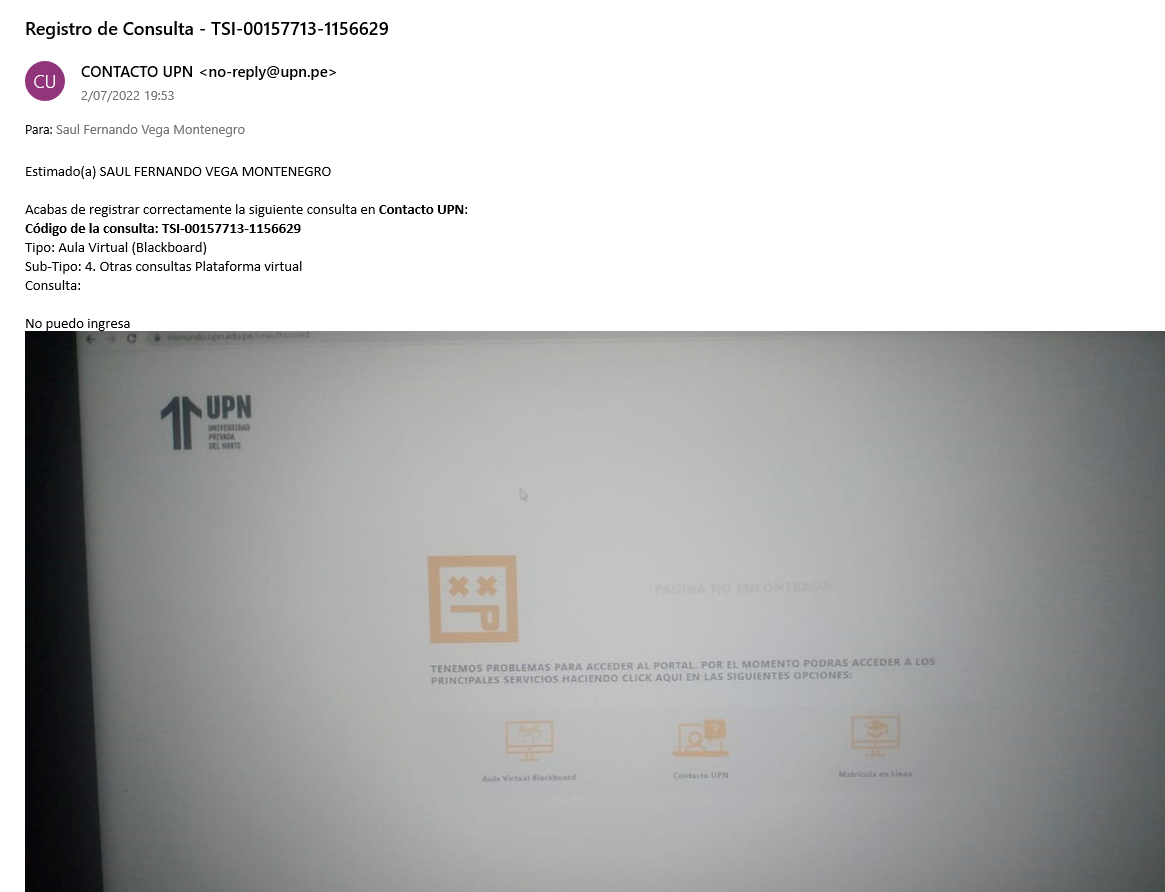 Registro de Consulta - TSI-00157713-1156629
CU
CONTACTO UPN <no-reply@upn.pe>
2/07/2022 19:53
Para: Saul Fernando Vega Montenegro
Estimado(a) SAUL FERNANDO VEGA MONTENEGRO
Acabas de registrar correctamente la siguiente consulta en Contacto UPN:
Código de la consulta: TSI-00157713-1156629
Tipo: Aula Virtual (Blackboard)
Sub-Tipo: 4. Otras consultas Plataforma virtual
Consulta:
No puedo ingresa
UPN
UNIVERSIDAD
PRIVADA
DEL NORTE
PAGINA NO ENCONTRADA
TENEMOS PROBLEMAS PARA ACCEDER AL PORTAL. POR EL MOMENTO PODRAS ACCEDER A LOS
PRINCIPALES SERVICIOS HACIENDO CLICK AQUI EN LAS SIGUIENTES OPCIONES:
Aula Virtual Blackboard
Contacto UPN
Matrícula en Línea